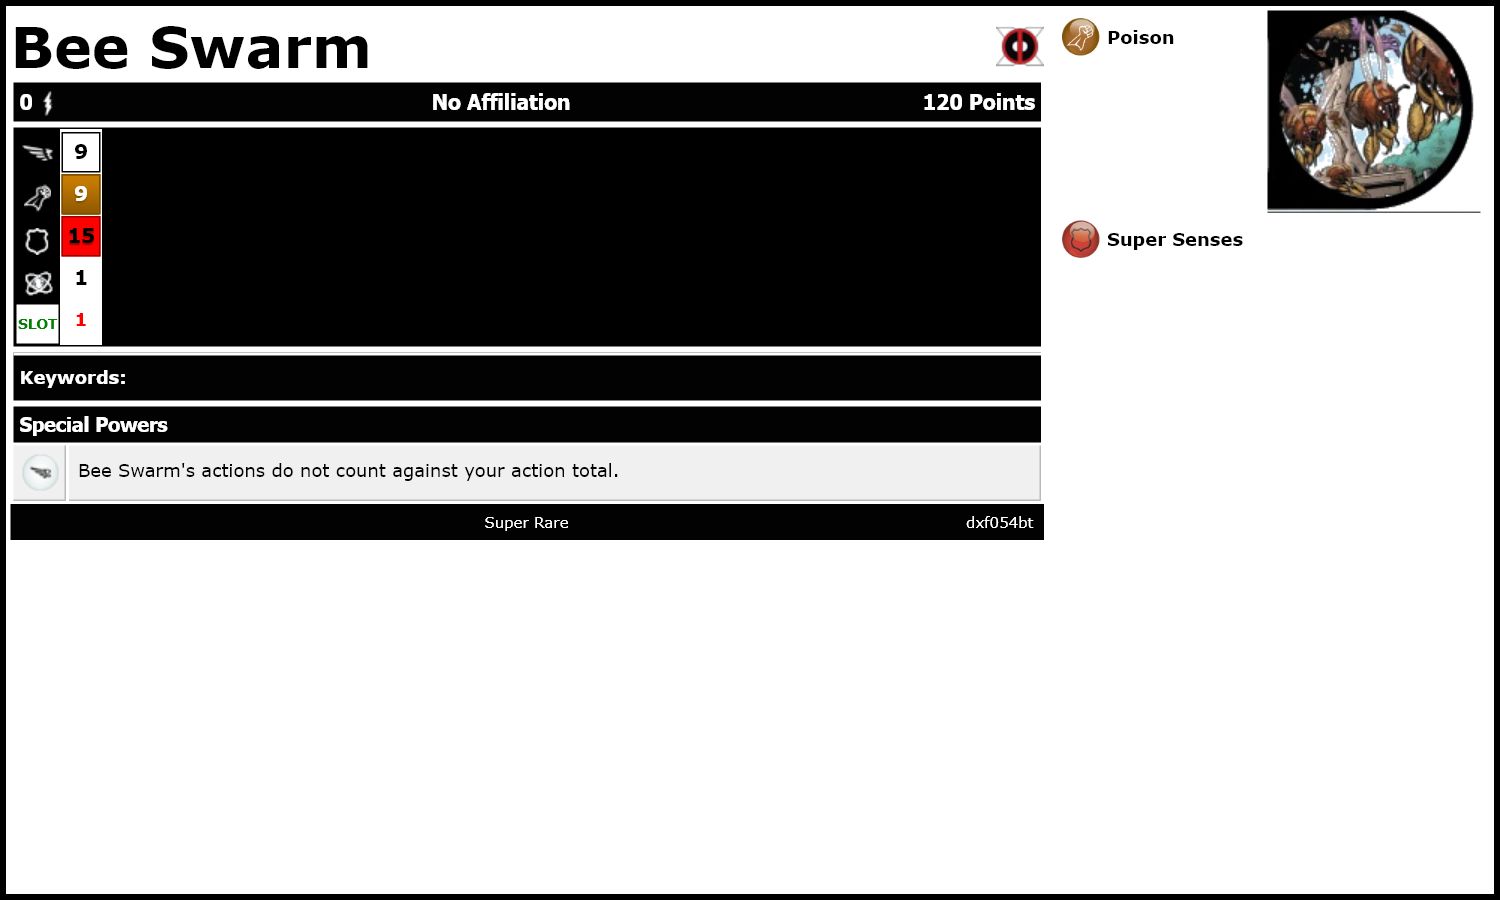 Bee Swarm
0 No Affiliation 120 Points
9
9
15
1
SLOT 1
Keywords:
Special Powers
Bee Swarm's actions do not count against your action total.
Super Rare dxf054bt
Poison
Super Senses